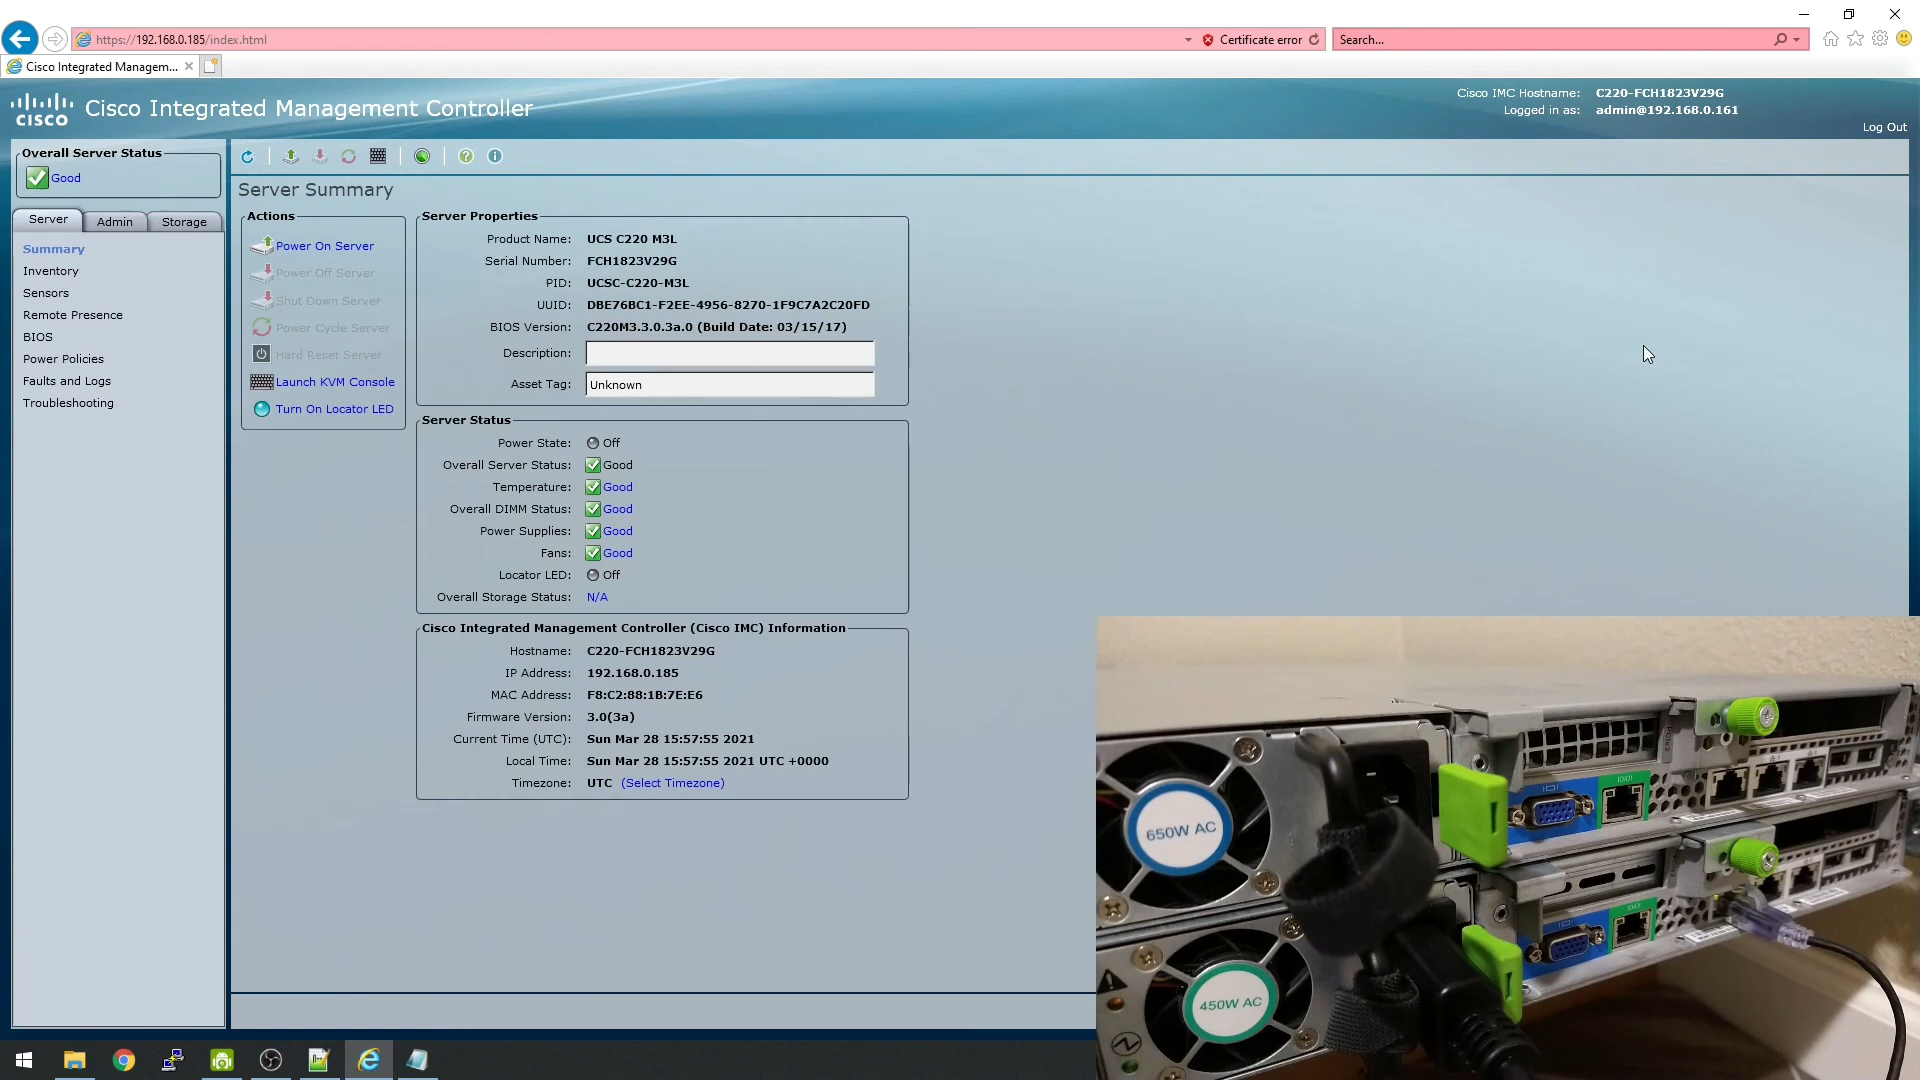 https://192.168.0.185/index.html
Certificate error
Search...
Cisco Integrated Managem...
CISCO
Cisco Integrated Management Controller
Cisco IMC Hostname: C220-FCH1823V29G
Logged in as: admin@192.168.0.161
Log Out
Overall Server Status
Good
Server
Admin
Storage
Summary
Inventory
Sensors
Remote Presence
BIOS
Power Policies
Faults and Logs
Troubleshooting
Server Summary
Actions
Power On Server
Power Off Server
Shut Down Server
Power Cycle Server
Hard Reset Server
Launch KVM Console
Turn On Locator LED
Server Properties
Product Name: UCS C220 M3L
Serial Number: FCH1823V29G
PID: UCSC-C220-M3L
UUID: DBE76BC1-F2EE-4956-8270-1F9C7A2C20FD
BIOS Version: C220M3.3.0.3a.0 (Build Date: 03/15/17)
Description:
Asset Tag: Unknown
Server Status
Power State: Off
Overall Server Status: Good
Temperature: Good
Overall DIMM Status: Good
Power Supplies: Good
Fans: Good
Locator LED: Off
Overall Storage Status: N/A
Cisco Integrated Management Controller (Cisco IMC) Information
Hostname: C220-FCH1823V29G
IP Address: 192.168.0.185
MAC Address: F8:C2:88:1B:7E:E6
Firmware Version: 3.0(3a)
Current Time (UTC): Sun Mar 28 15:57:55 2021
Local Time: Sun Mar 28 15:57:55 2021 UTC +0000
Timezone: UTC (Select Timezone)
650W AC
450W AC